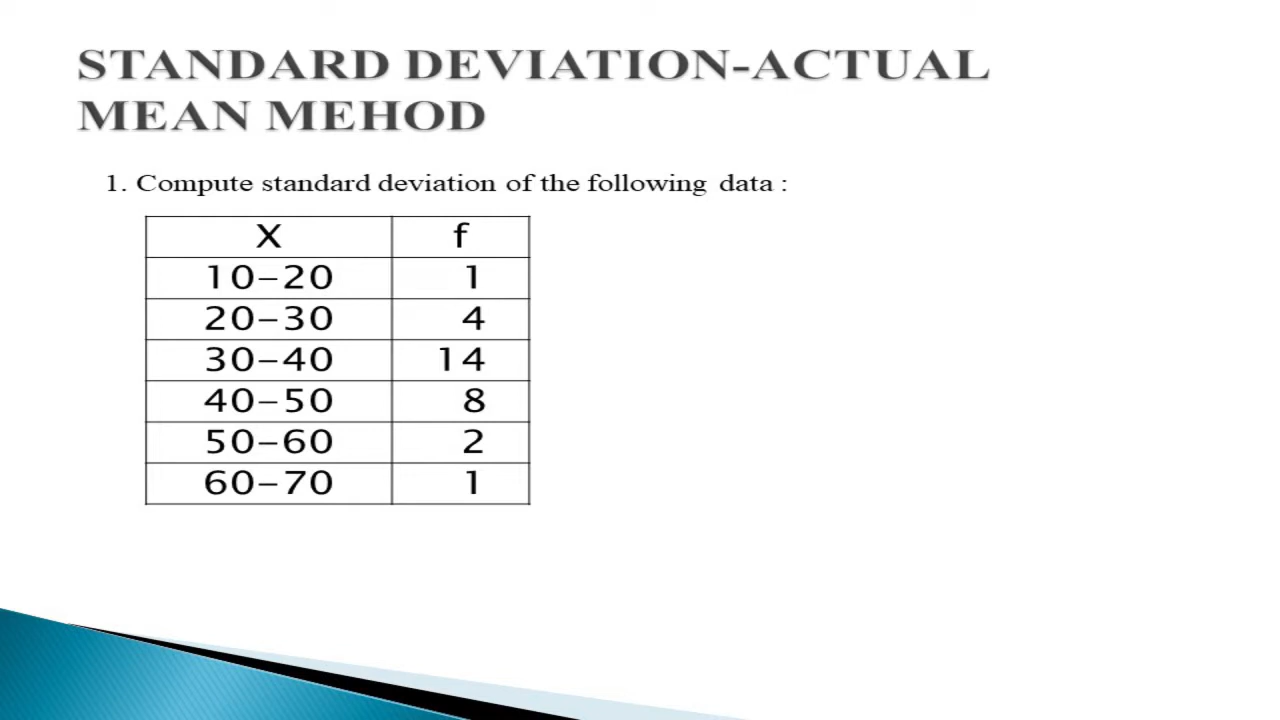 STANDARD DEVIATION-ACTUAL
MEAN MEHOD
1. Compute standard deviation of the following data :
X f
10-20 1
20-30 4
30-40 14
40-50 8
50-60 2
60-70 1